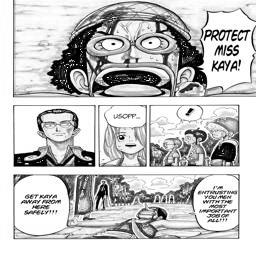 PROTECT
MISS
KAYA!
USOPP...
!
I'M
ENTRUSTING
YOU MEN
WITH THE
MOST
IMPORTANT
JOB OF
ALL!!!
GET KAYA
AWAY FROM
HERE
SAFELY!!!